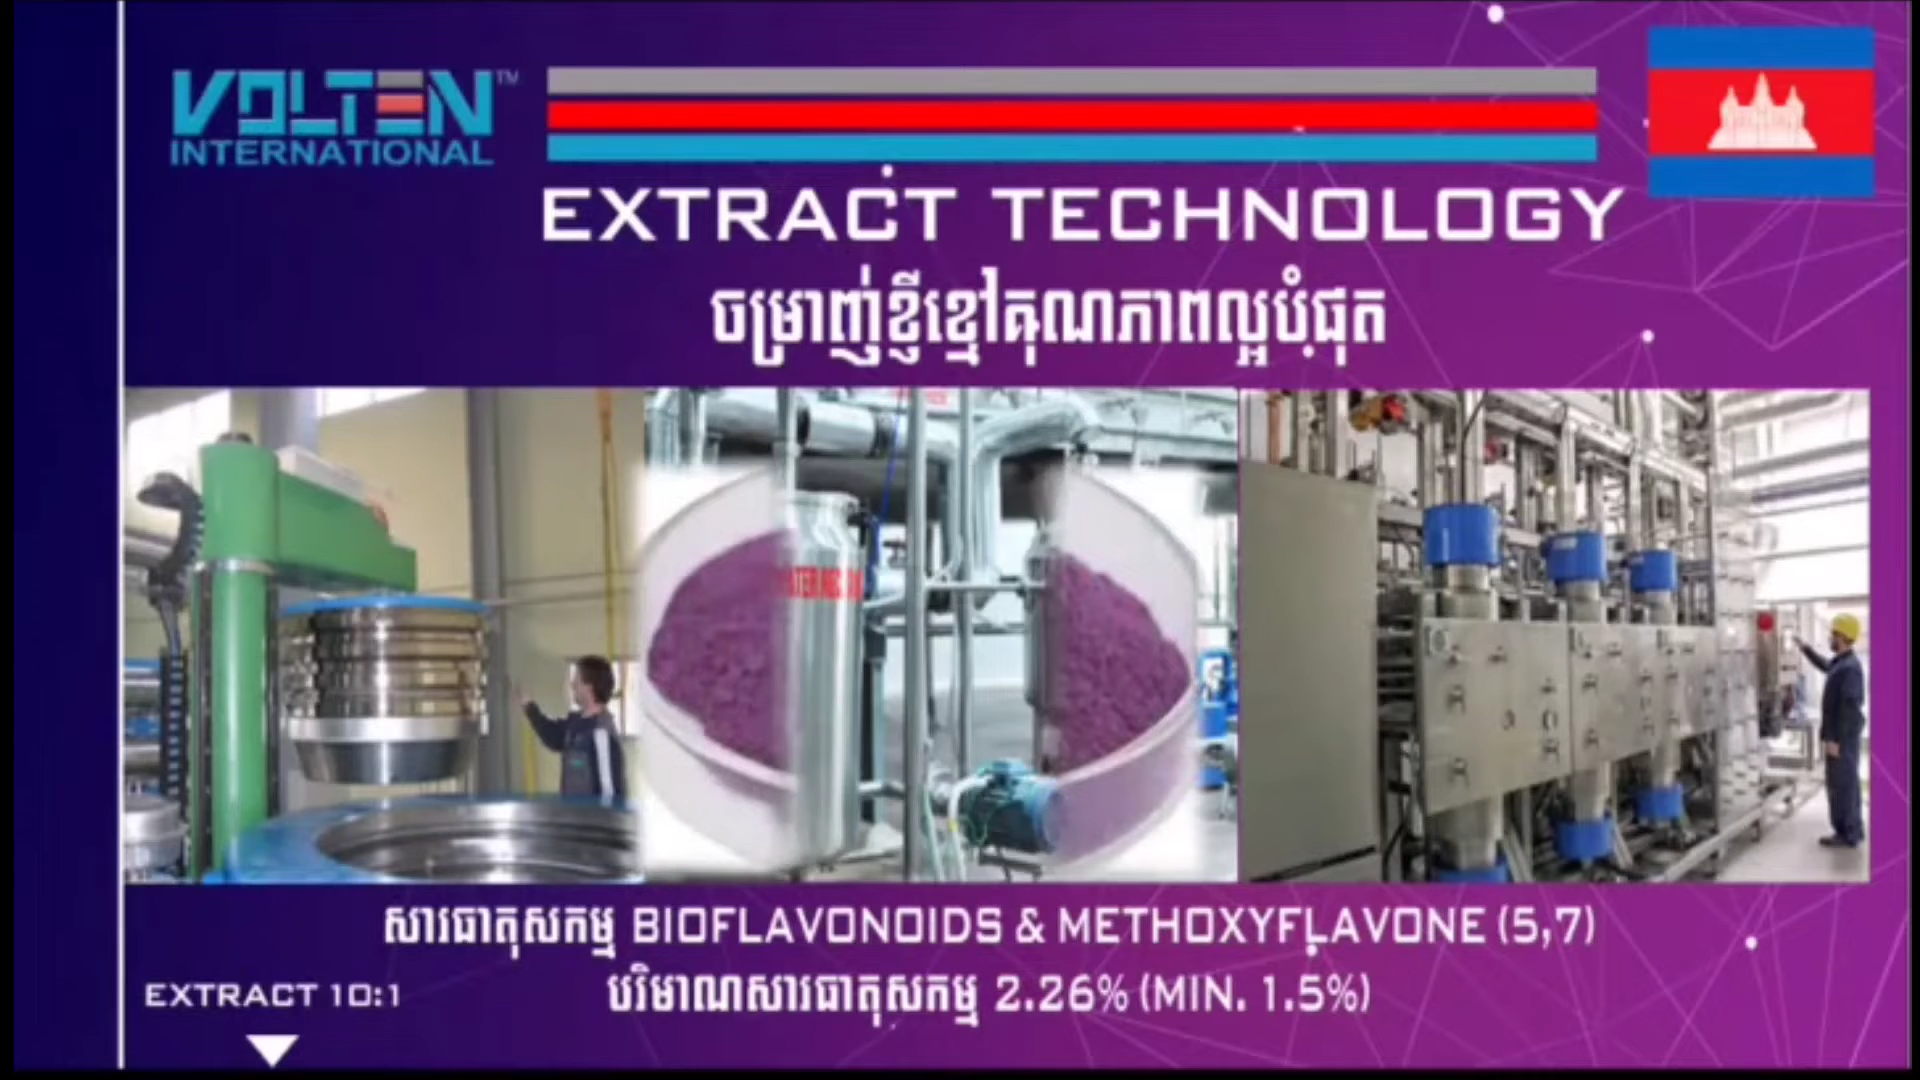 VOLTEN™
INTERNATIONAL
EXTRACT TECHNOLOGY
ចម្រាញ់ខ្ញីខ្មៅគុណភាពល្អបំផុត
សារធាតុសកម្ម BIOFLAVONOIDS & METHOXYFLAVONE (5,7)
EXTRACT 10:1
បរិមាណសារធាតុសកម្ម 2.26% (MIN. 1.5%)